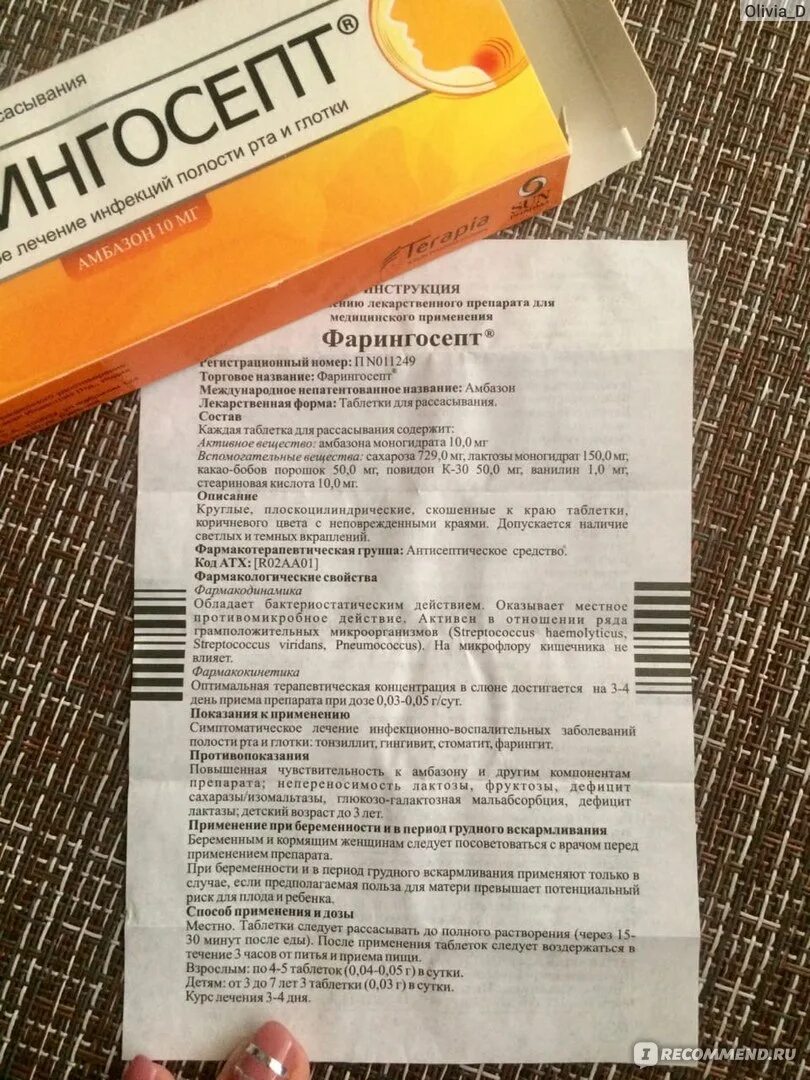 Olivia_D
сасывания
ИНГОСЕПТ®
лечение инфекций полости рта и глотки
АМБАЗОН 10 МГ
Terapia
SUN
ИНСТРУКЦИЯ
лекарственного препарата для
медицинского применения
Фарингосепт®
Регистрационный номер: П N011249
Торговое название: Фарингосепт®
Международное непатентованное название: Амбазон
Лекарственная форма: Таблетки для рассасывания.
Состав
Каждая таблетка для рассасывания содержит:
Активное вещество: амбазона моногидрата 10,0 мг
Вспомогательные вещества: сахароза 729,0 мг, лактозы моногидрат 150,0 мг,
какао-бобов порошок 50,0 мг, повидон К-30 50,0 мг, ванилин 1,0 мг,
стеариновая кислота 10,0 мг.
Описание
Круглые, плоскоцилиндрические, скошенные к краю таблетки,
коричневого цвета с неповрежденными краями. Допускается наличие
светлых и темных вкраплений.
Фармакотерапевтическая группа: Антисептическое средство.
Код АТХ: [R02AA01]
Фармакологические свойства
Фармакодинамика
Обладает бактериостатическим действием. Оказывает местное
противомикробное действие. Активен в отношении ряда
грамположительных микроорганизмов (Streptococcus haemolyticus,
Streptococcus viridans, Pneumococcus). На микрофлору кишечника не
влияет.
Фармакокинетика
Оптимальная терапевтическая концентрация в слюне достигается на 3-4
день приема препарата при дозе 0,03-0,05 г/сут.
Показания к применению
Симптоматическое лечение инфекционно-воспалительных заболеваний
полости рта и глотки: тонзиллит, гингивит, стоматит, фарингит.
Противопоказания
Повышенная чувствительность к амбазону и другим компонентам
препарата; непереносимость лактозы, фруктозы, дефицит
сахаразы/изомальтазы, глюкозо-галактозная мальабсорбция, дефицит
лактазы; детский возраст до 3 лет.
Применение при беременности и в период грудного вскармливания
Беременным и кормящим женщинам следует посоветоваться с врачом перед
применением препарата.
При беременности и в период грудного вскармливания применяют только в
случае, если предполагаемая польза для матери превышает потенциальный
риск для плода и ребенка.
Способ применения и дозы
Местно. Таблетки следует рассасывать до полного растворения (через 15-
30 минут после еды). После применения таблеток следует воздержаться в
течение 3 часов от питья и приема пищи.
Взрослым: по 4-5 таблеток (0,04-0,05 г) в сутки.
Детям: от 3 до 7 лет 3 таблетки (0,03 г) в сутки.
Курс лечения 3-4 дня.
I RECOMMEND.RU